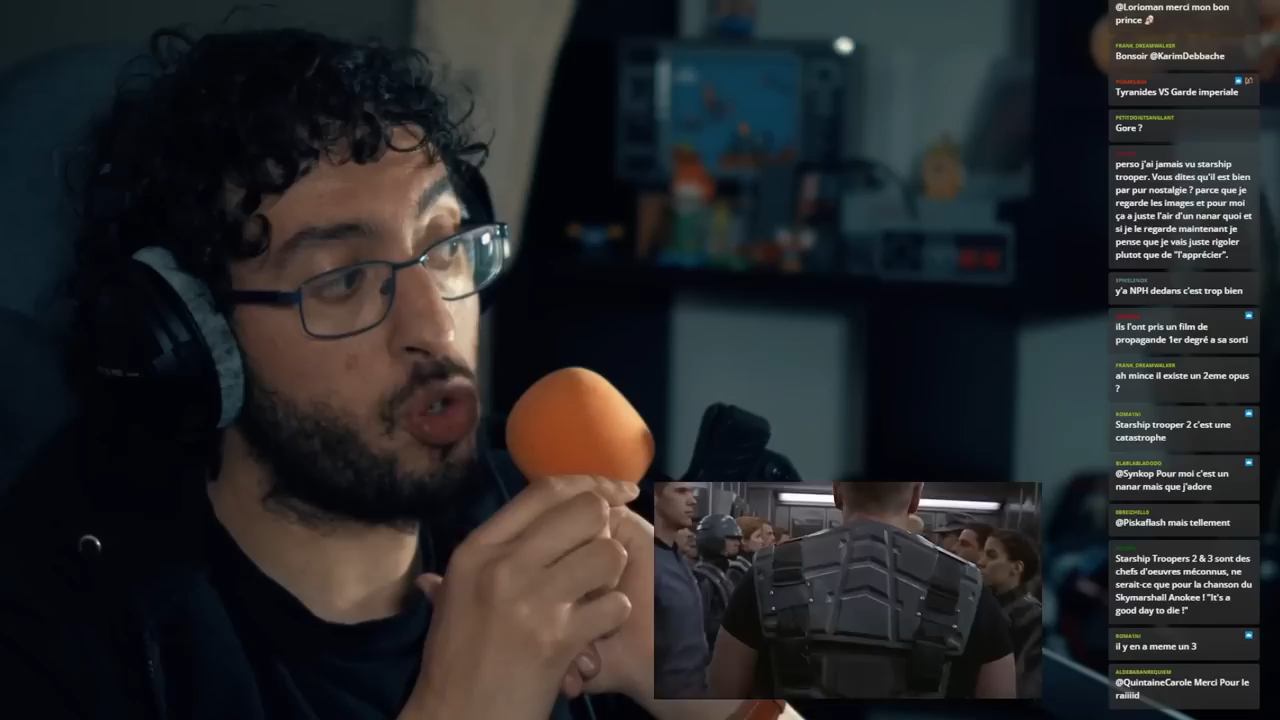 @Lorioman merci mon bon
prince
FRANK_DREAMWALKER
Bonsoir @KarimDebbache
Tyranides VS Garde imperiale
PETITDOIGTSANGLANT
Gore ?
perso j'ai jamais vu starship
trooper. Vous dites qu'il est bien
par pur nostalgie ? parce que je
regarde les images et pour moi
ça a juste l'air d'un nanar quoi et
si je le regarde maintenant je
pense que je vais juste rigoler
plutot que de "l'apprécier".
y'a NPH dedans c'est trop bien
ils l'ont pris un film de
propagande 1er degré a sa sorti
FRANK_DREAMWALKER
ah mince il existe un 2eme opus
?
ROMA1N1
Starship trooper 2 c'est une
catastrophe
BLABLABLADODO
@Synkop Pour moi c'est un
nanar mais que j'adore
@Piskaflash mais tellement
Starship Troopers 2 & 3 sont des
chefs d'oeuvres méconnus, ne
serait-ce que pour la chanson du
Skymarshall Anokee ! "It's a
good day to die !"
ROMA1N1
il y en a meme un 3
ALDEBARANREQUIEM
@QuintaineCarole Merci Pour le
raiiiid